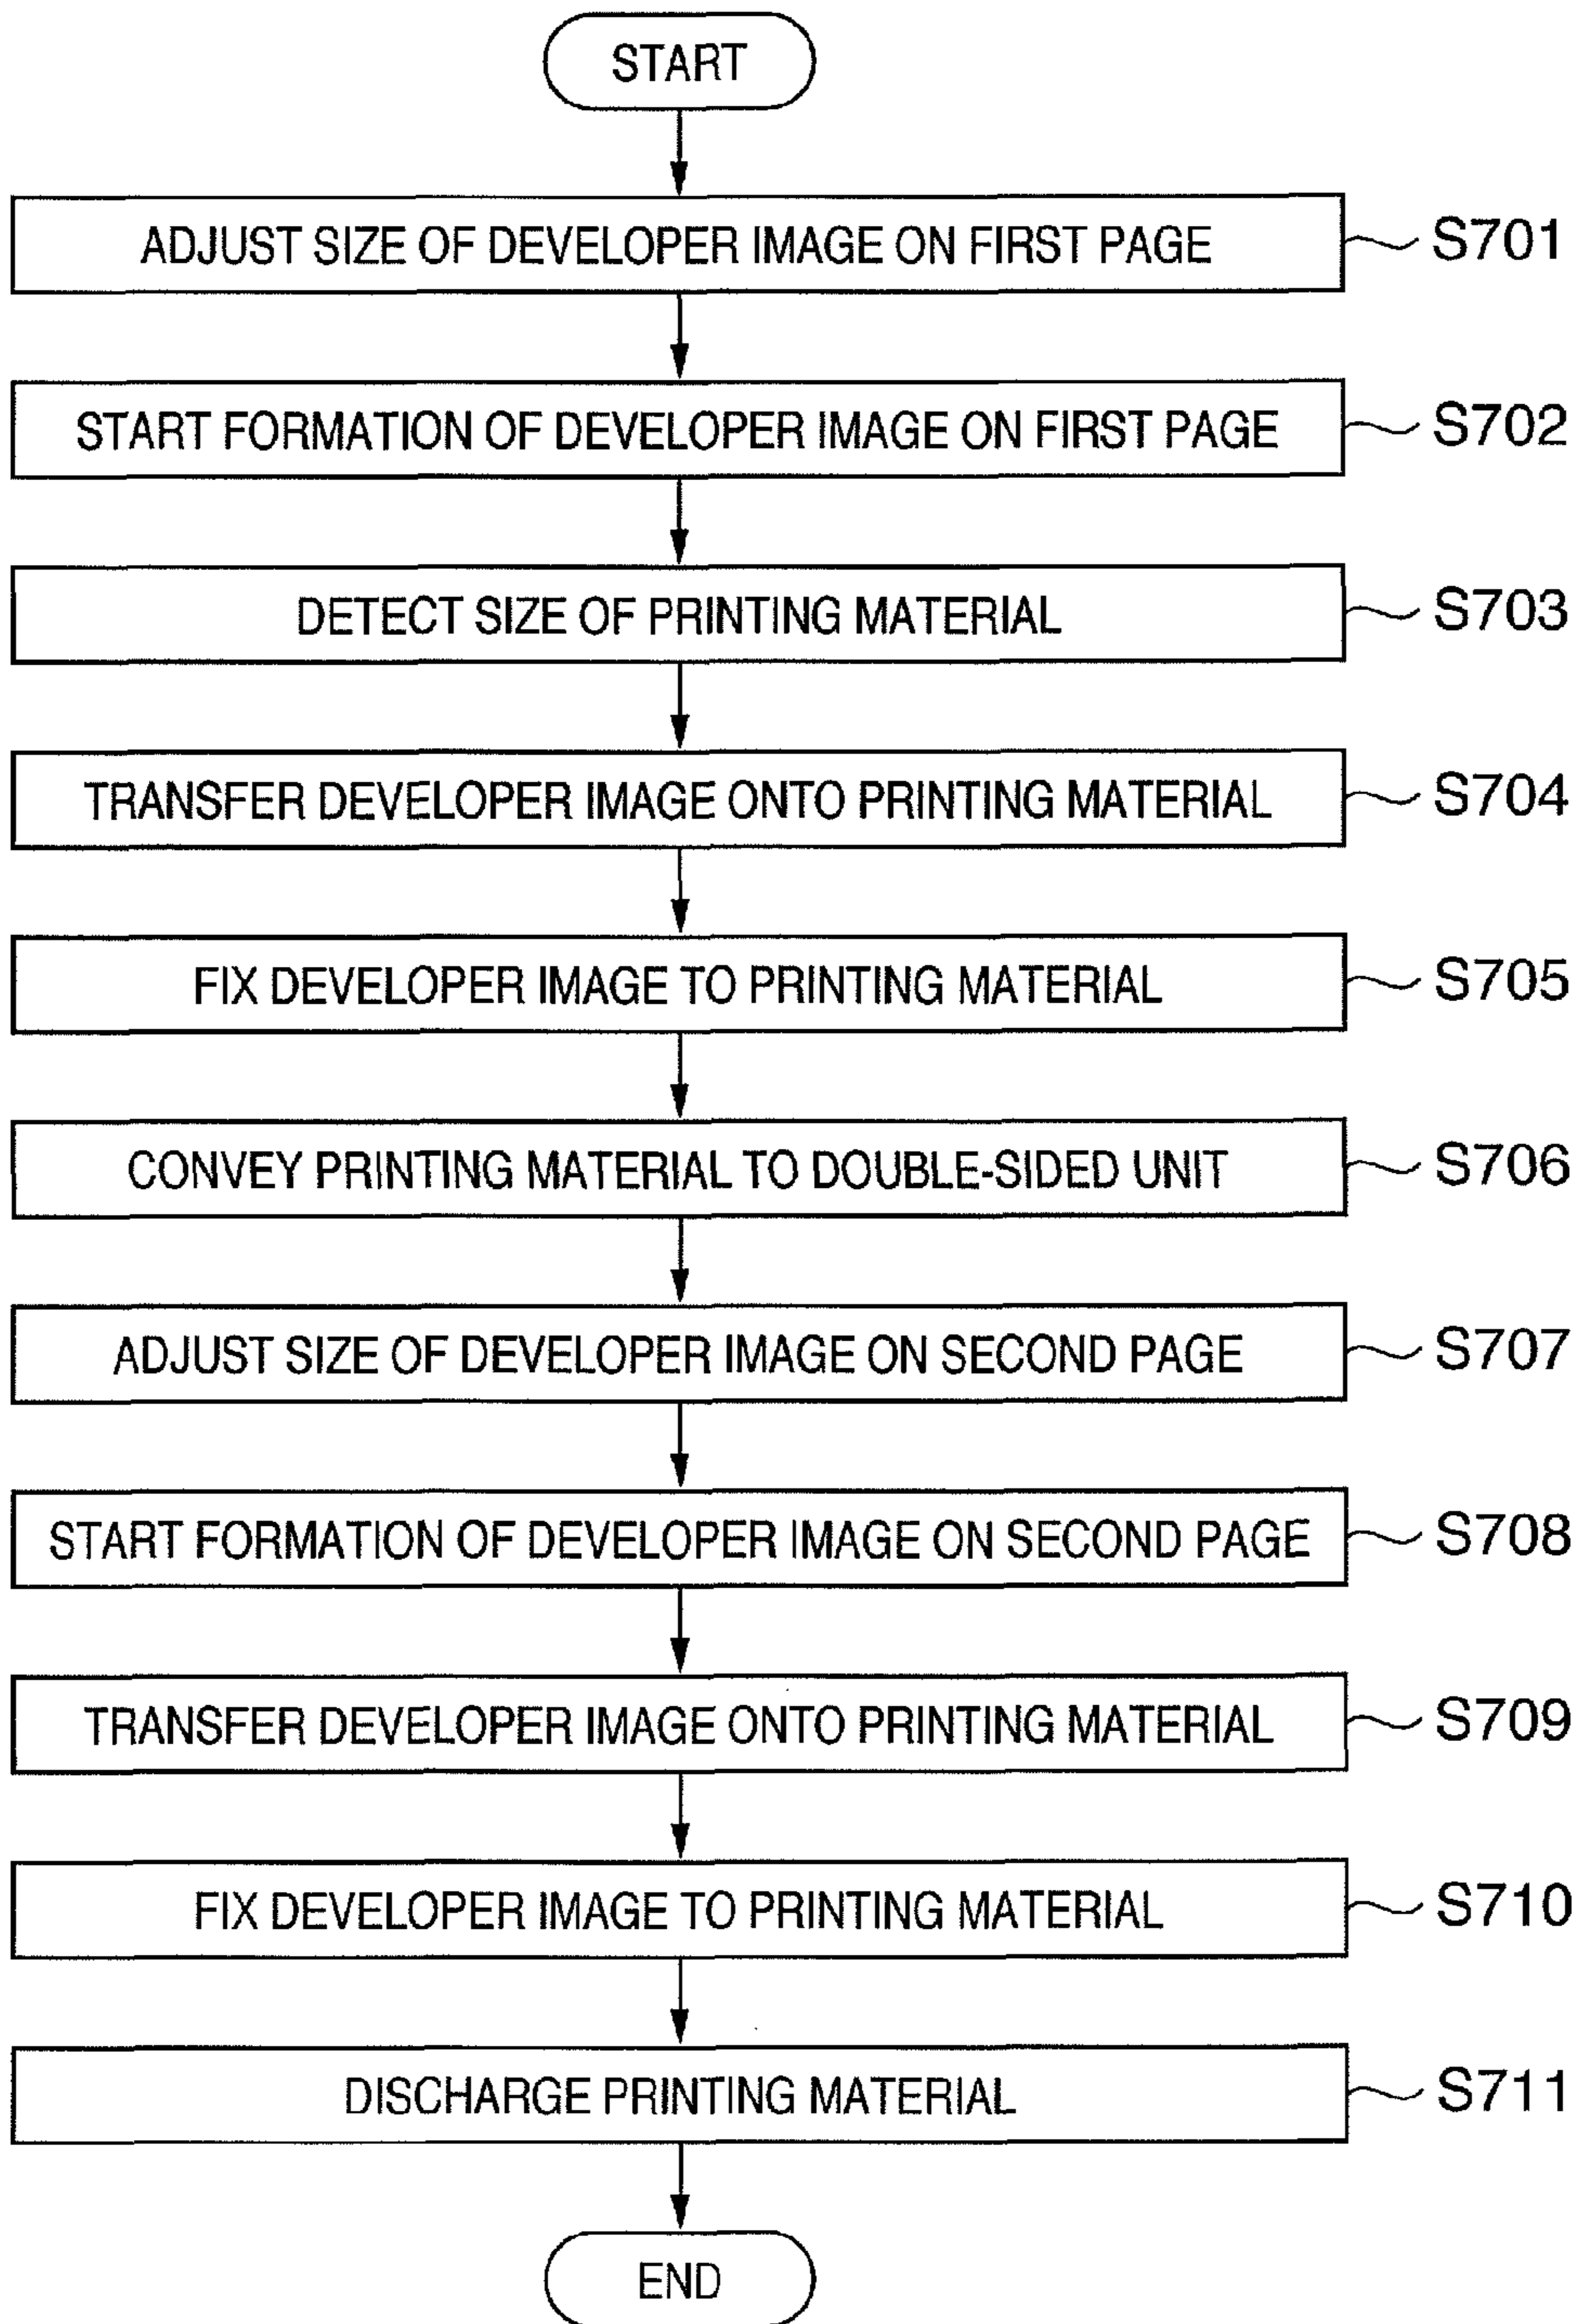 START
ADJUST SIZE OF DEVELOPER IMAGE ON FIRST PAGE S701
START FORMATION OF DEVELOPER IMAGE ON FIRST PAGE S702
DETECT SIZE OF PRINTING MATERIAL S703
TRANSFER DEVELOPER IMAGE ONTO PRINTING MATERIAL S704
FIX DEVELOPER IMAGE TO PRINTING MATERIAL S705
CONVEY PRINTING MATERIAL TO DOUBLE-SIDED UNIT S706
ADJUST SIZE OF DEVELOPER IMAGE ON SECOND PAGE S707
START FORMATION OF DEVELOPER IMAGE ON SECOND PAGE S708
TRANSFER DEVELOPER IMAGE ONTO PRINTING MATERIAL S709
FIX DEVELOPER IMAGE TO PRINTING MATERIAL S710
DISCHARGE PRINTING MATERIAL S711
END